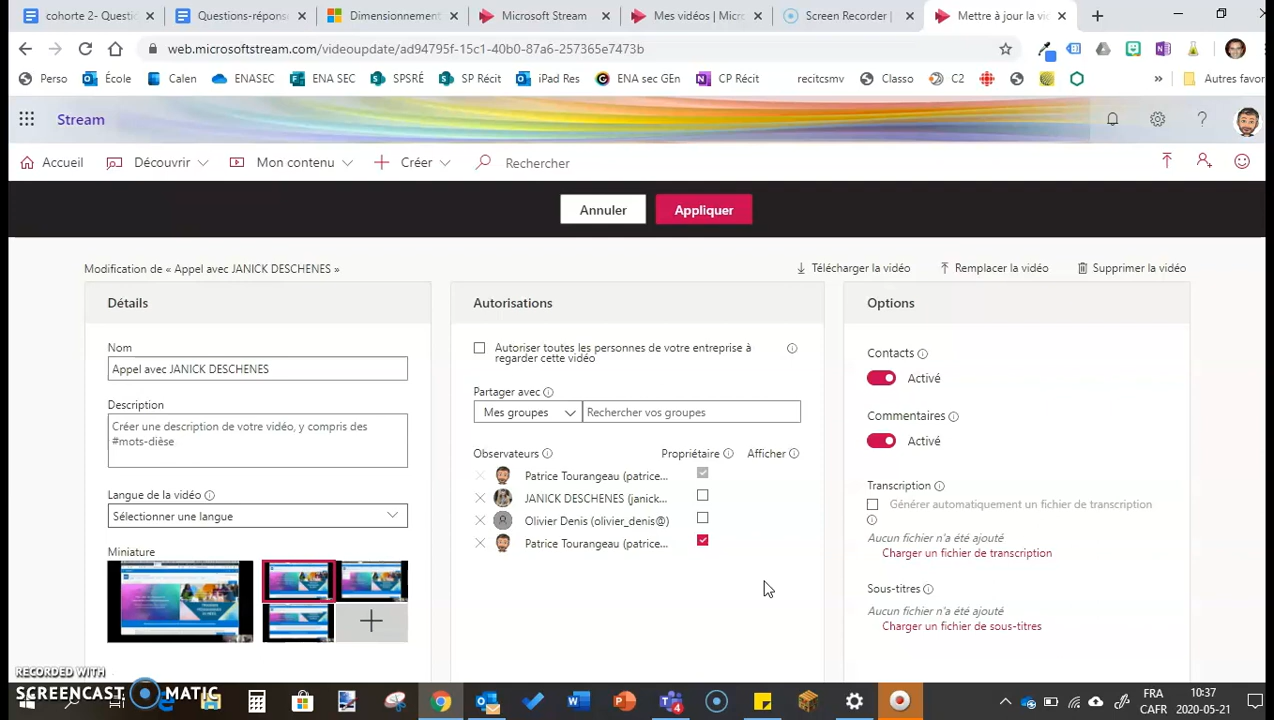 cohorte 2- Questi
Questions-répons
Dimensionnement
Microsoft Stream
Mes vidéos | Micro
Screen Recorder |
Mettre à jour la vi
web.microsoftstream.com/videoupdate/ad94795f-15c1-40b0-87a6-257365e7473b
Perso
École
Calen
ENASEC
ENA SEC
SPSRÉ
SP Récit
iPad Res
ENA sec GEn
CP Récit
recitcsmv
Classo
C2
»
Autres favor
Stream
Accueil
Découvrir
Mon contenu
Créer
Rechercher
Annuler
Appliquer
Modification de « Appel avec JANICK DESCHENES »
Télécharger la vidéo
Remplacer la vidéo
Supprimer la vidéo
Détails
Nom
Appel avec JANICK DESCHENES
Description
Créer une description de votre vidéo, y compris des
#mots-dièse
Langue de la vidéo
Sélectionner une langue
Miniature
Autorisations
Autoriser toutes les personnes de votre entreprise à
regarder cette vidéo
Partager avec
Mes groupes
Rechercher vos groupes
Observateurs
Propriétaire
Afficher
Patrice Tourangeau (patrice...
JANICK DESCHENES (janick...
Olivier Denis (olivier_denis@)
Patrice Tourangeau (patrice...
Options
Contacts
Activé
Commentaires
Activé
Transcription
Générer automatiquement un fichier de transcription
Aucun fichier n'a été ajouté
Charger un fichier de transcription
Sous-titres
Aucun fichier n'a été ajouté
Charger un fichier de sous-titres
RECORDED WITH
SCREENCAST MATIC
FRA
CAFR
10:37
2020-05-21